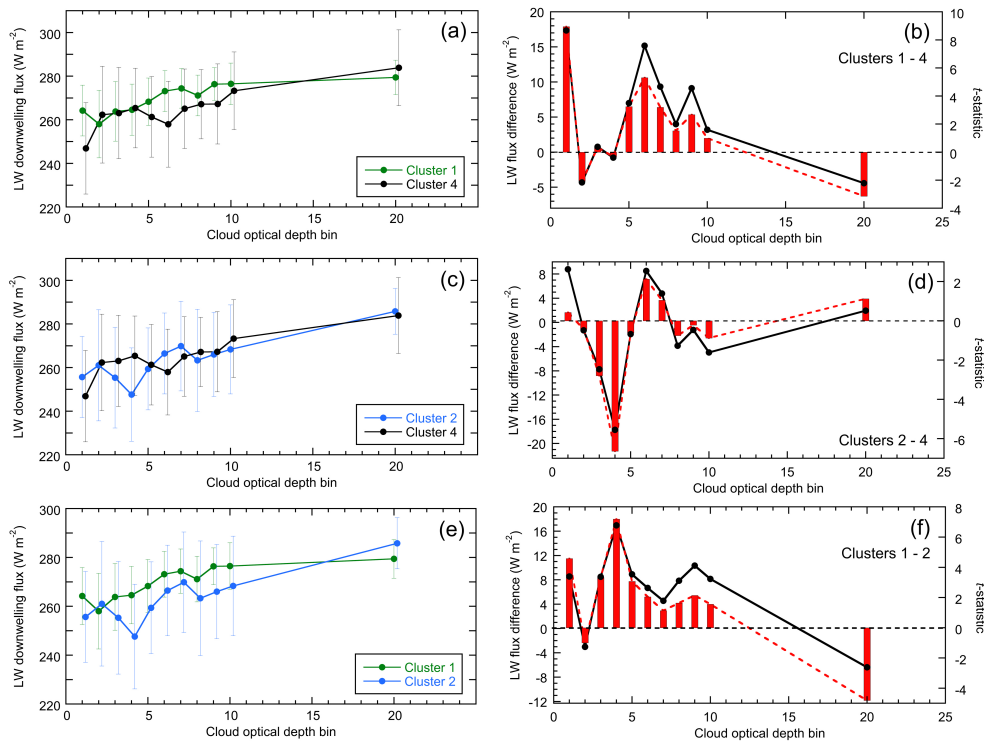 (a)
LW downwelling flux (W m⁻²)
300
280
260
240
220
0 5 10 15 20 25
Cloud optical depth bin
Cluster 1
Cluster 4
(b)
Clusters 1 - 4
LW flux difference (W m⁻²)
20
15
10
5
0
-5
t-statistic
10
8
6
4
2
0
-2
-4
0 5 10 15 20 25
Cloud optical depth bin
(c)
LW downwelling flux (W m⁻²)
300
280
260
240
220
0 5 10 15 20 25
Cloud optical depth bin
Cluster 2
Cluster 4
(d)
Clusters 2 - 4
LW flux difference (W m⁻²)
8
4
0
-4
-8
-12
-16
-20
t-statistic
2
0
-2
-4
-6
0 5 10 15 20 25
Cloud optical depth bin
(e)
LW downwelling flux (W m⁻²)
300
280
260
240
220
0 5 10 15 20 25
Cloud optical depth bin
Cluster 1
Cluster 2
(f)
Clusters 1 - 2
LW flux difference (W m⁻²)
20
16
12
8
4
0
-4
-8
-12
t-statistic
8
6
4
2
0
-2
-4
0 5 10 15 20 25
Cloud optical depth bin